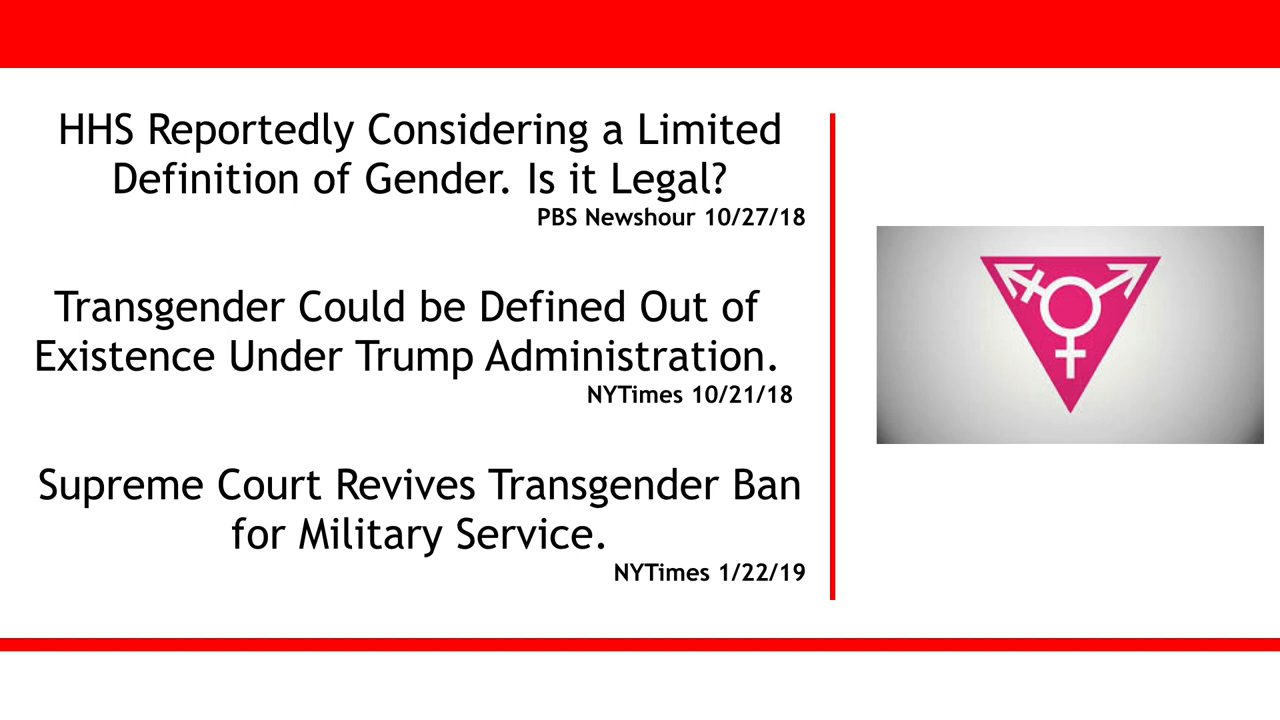 HHS Reportedly Considering a Limited
Definition of Gender. Is it Legal?
PBS Newshour 10/27/18
Transgender Could be Defined Out of
Existence Under Trump Administration.
NYTimes 10/21/18
Supreme Court Revives Transgender Ban
for Military Service.
NYTimes 1/22/19